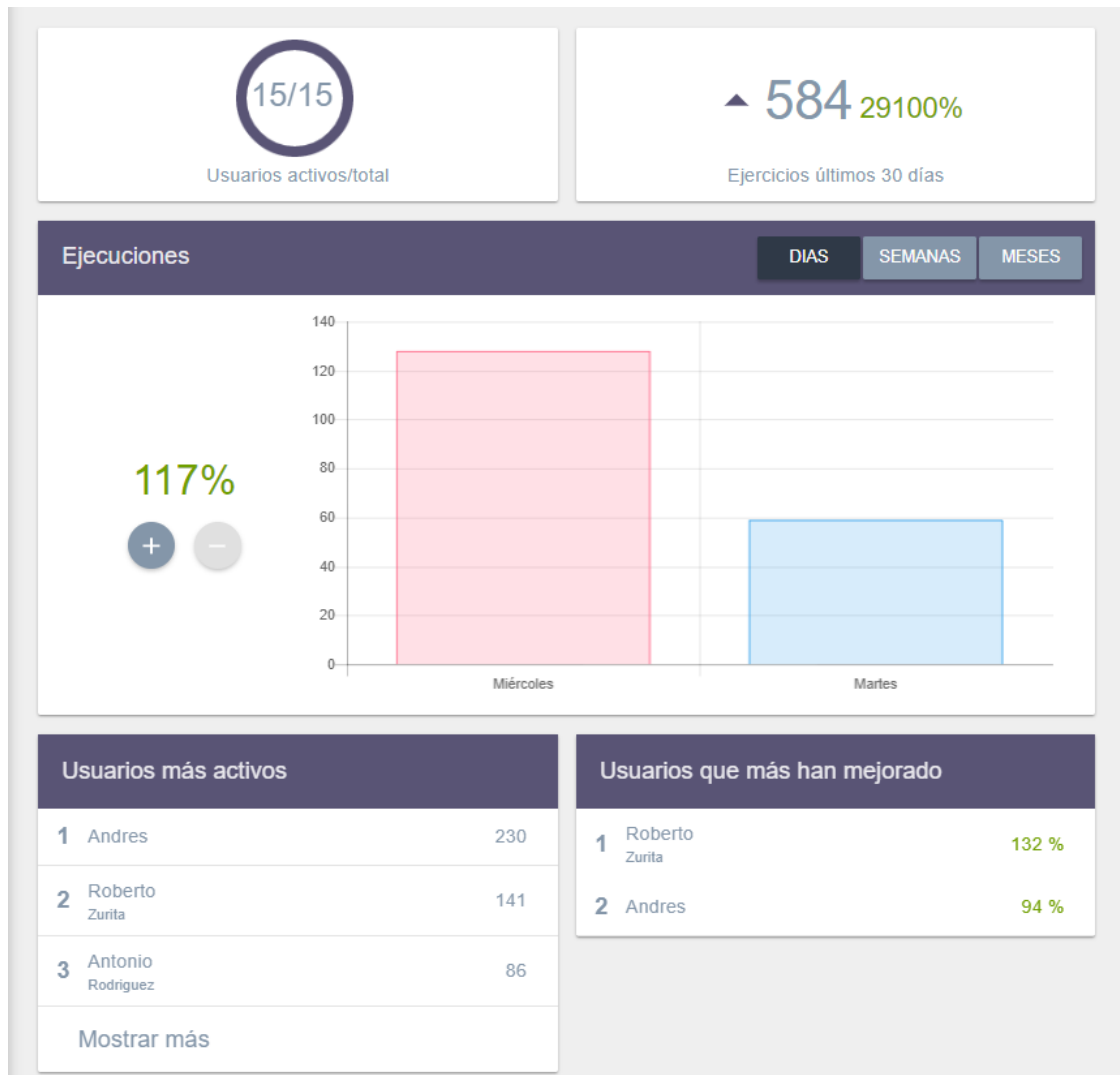 15/15
Usuarios activos/total
584 29100%
Ejercicios últimos 30 días
Ejecuciones
DIAS
SEMANAS
MESES
117%
+
−
140
120
100
80
60
40
20
0
Miércoles
Martes
Usuarios más activos
1 Andres 230
2 Roberto 141
Zurita
3 Antonio 86
Rodriguez
Mostrar más
Usuarios que más han mejorado
1 Roberto 132 %
Zurita
2 Andres 94 %